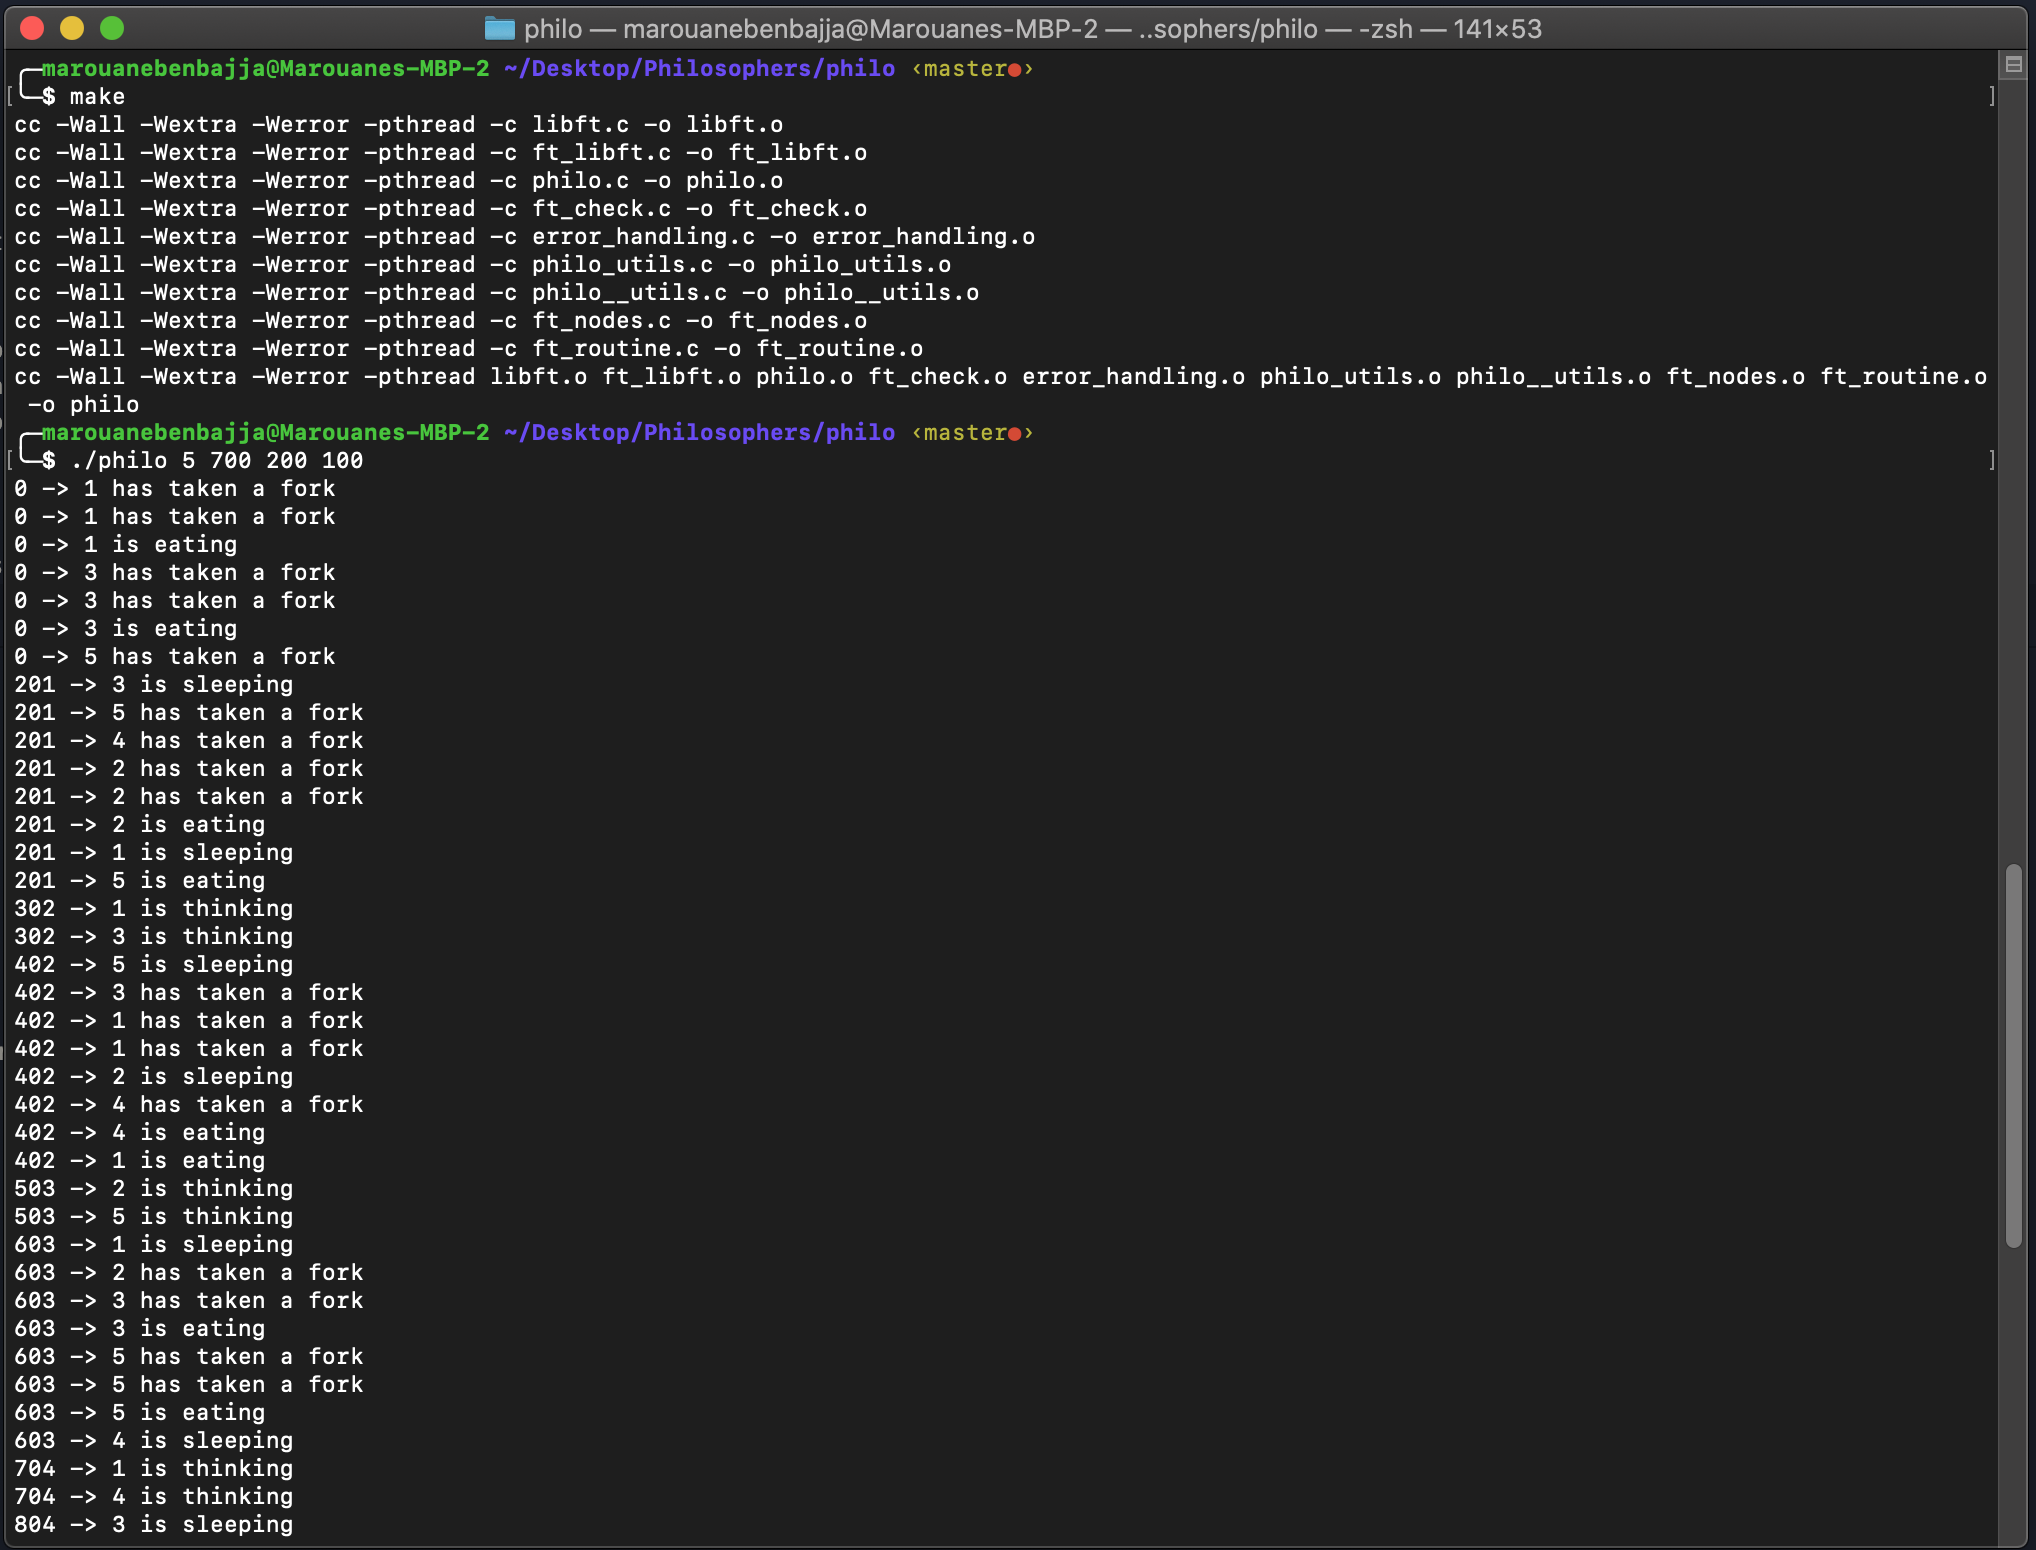 philo — marouanebenbajja@Marouanes-MBP-2 — ..sophers/philo — -zsh — 141×53
marouanebenbajja@Marouanes-MBP-2 ~/Desktop/Philosophers/philo ‹master●›
$ make
cc -Wall -Wextra -Werror -pthread -c libft.c -o libft.o
cc -Wall -Wextra -Werror -pthread -c ft_libft.c -o ft_libft.o
cc -Wall -Wextra -Werror -pthread -c philo.c -o philo.o
cc -Wall -Wextra -Werror -pthread -c ft_check.c -o ft_check.o
cc -Wall -Wextra -Werror -pthread -c error_handling.c -o error_handling.o
cc -Wall -Wextra -Werror -pthread -c philo_utils.c -o philo_utils.o
cc -Wall -Wextra -Werror -pthread -c philo__utils.c -o philo__utils.o
cc -Wall -Wextra -Werror -pthread -c ft_nodes.c -o ft_nodes.o
cc -Wall -Wextra -Werror -pthread -c ft_routine.c -o ft_routine.o
cc -Wall -Wextra -Werror -pthread libft.o ft_libft.o philo.o ft_check.o error_handling.o philo_utils.o philo__utils.o ft_nodes.o ft_routine.o
-o philo
marouanebenbajja@Marouanes-MBP-2 ~/Desktop/Philosophers/philo ‹master●›
$ ./philo 5 700 200 100
0 -> 1 has taken a fork
0 -> 1 has taken a fork
0 -> 1 is eating
0 -> 3 has taken a fork
0 -> 3 has taken a fork
0 -> 3 is eating
0 -> 5 has taken a fork
201 -> 3 is sleeping
201 -> 5 has taken a fork
201 -> 4 has taken a fork
201 -> 2 has taken a fork
201 -> 2 has taken a fork
201 -> 2 is eating
201 -> 1 is sleeping
201 -> 5 is eating
302 -> 1 is thinking
302 -> 3 is thinking
402 -> 5 is sleeping
402 -> 3 has taken a fork
402 -> 1 has taken a fork
402 -> 1 has taken a fork
402 -> 2 is sleeping
402 -> 4 has taken a fork
402 -> 4 is eating
402 -> 1 is eating
503 -> 2 is thinking
503 -> 5 is thinking
603 -> 1 is sleeping
603 -> 2 has taken a fork
603 -> 3 has taken a fork
603 -> 3 is eating
603 -> 5 has taken a fork
603 -> 5 has taken a fork
603 -> 5 is eating
603 -> 4 is sleeping
704 -> 1 is thinking
704 -> 4 is thinking
804 -> 3 is sleeping